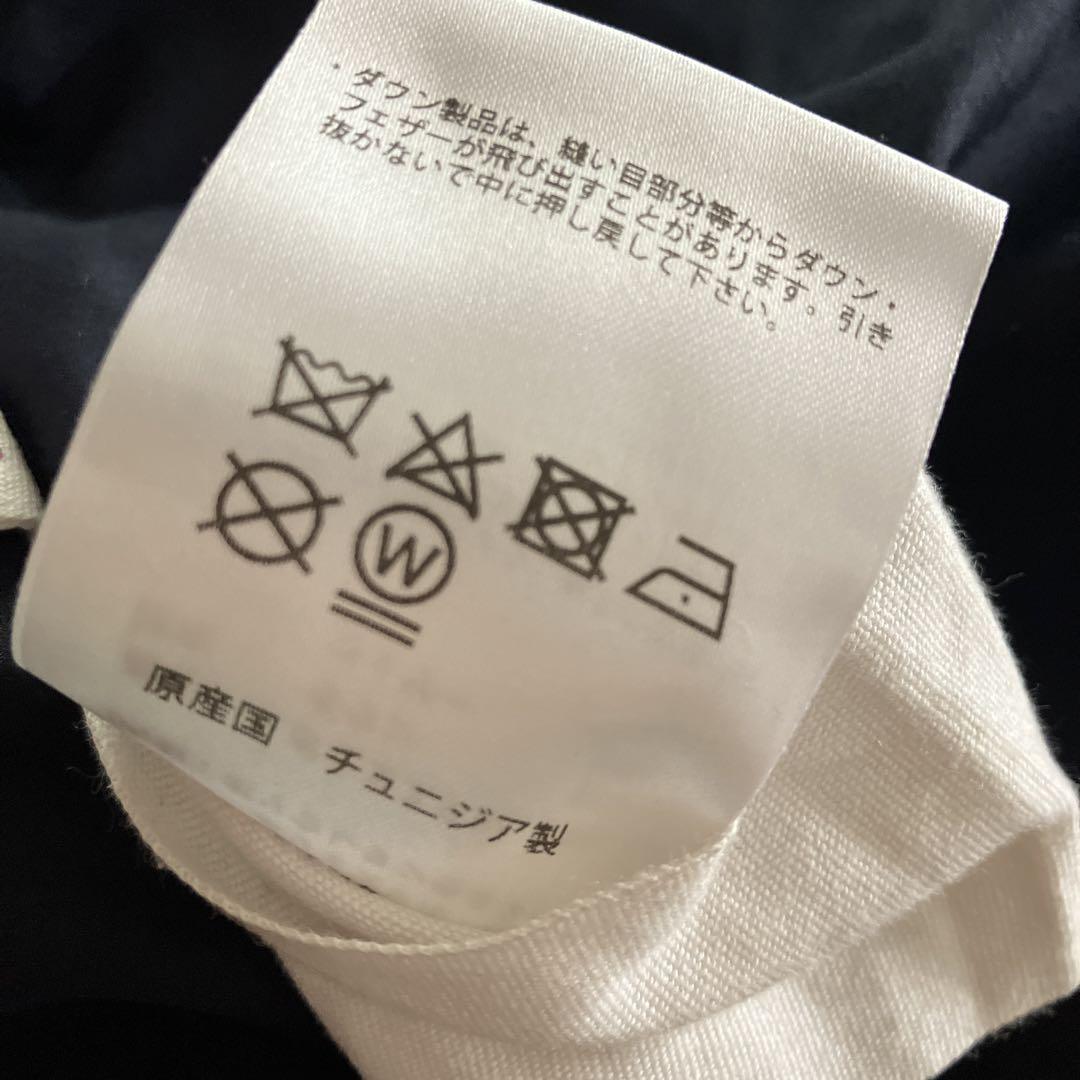 ・ダウン製品は、縫い目部分等からダウン・
フェザーが飛び出すことがあります。引き
抜かないで中に押し戻して下さい。
W
原産国　チュニジア製